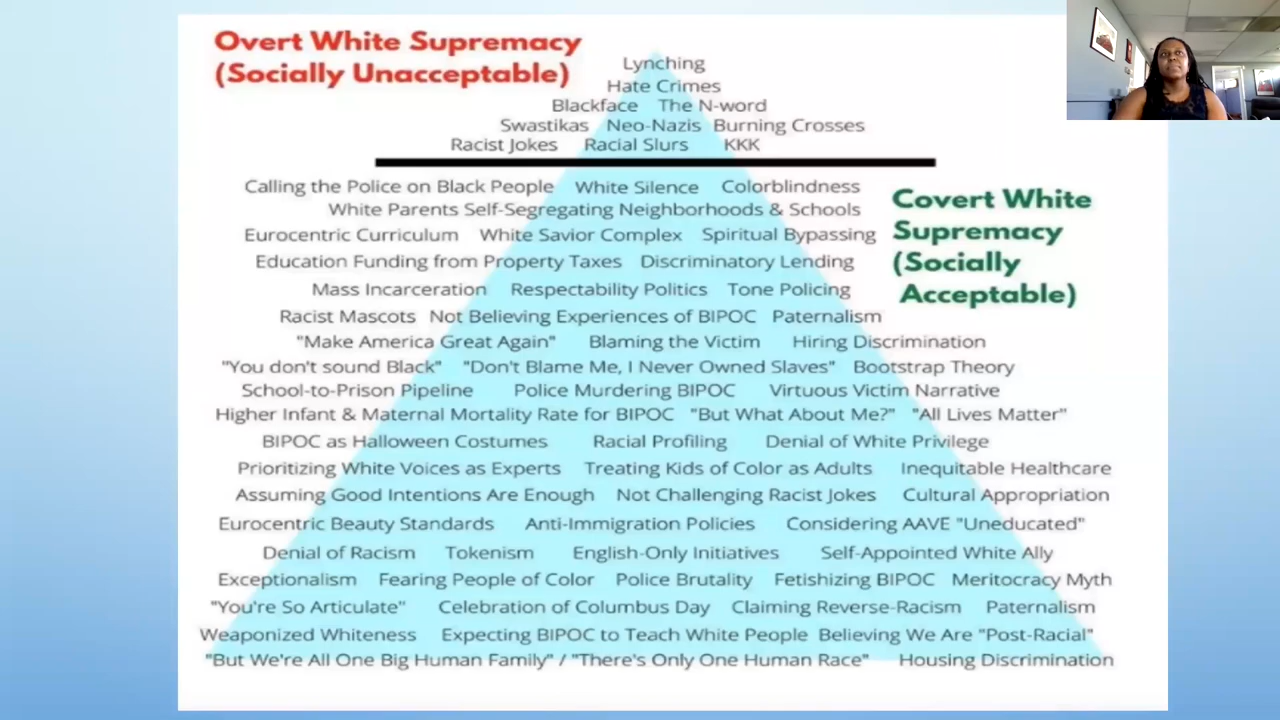 Overt White Supremacy
(Socially Unacceptable)
Lynching
Hate Crimes
Blackface The N-word
Swastikas Neo-Nazis Burning Crosses
Racist Jokes Racial Slurs KKK
Calling the Police on Black People White Silence Colorblindness
White Parents Self-Segregating Neighborhoods & Schools
Eurocentric Curriculum White Savior Complex Spiritual Bypassing
Education Funding from Property Taxes Discriminatory Lending
Mass Incarceration Respectability Politics Tone Policing
Racist Mascots Not Believing Experiences of BIPOC Paternalism
Covert White
Supremacy
(Socially
Acceptable)
"Make America Great Again" Blaming the Victim Hiring Discrimination
"You don't sound Black" "Don't Blame Me, I Never Owned Slaves" Bootstrap Theory
School-to-Prison Pipeline Police Murdering BIPOC Virtuous Victim Narrative
Higher Infant & Maternal Mortality Rate for BIPOC "But What About Me?" "All Lives Matter"
BIPOC as Halloween Costumes Racial Profiling Denial of White Privilege
Prioritizing White Voices as Experts Treating Kids of Color as Adults Inequitable Healthcare
Assuming Good Intentions Are Enough Not Challenging Racist Jokes Cultural Appropriation
Eurocentric Beauty Standards Anti-Immigration Policies Considering AAVE "Uneducated"
Denial of Racism Tokenism English-Only Initiatives Self-Appointed White Ally
Exceptionalism Fearing People of Color Police Brutality Fetishizing BIPOC Meritocracy Myth
"You're So Articulate" Celebration of Columbus Day Claiming Reverse-Racism Paternalism
Weaponized Whiteness Expecting BIPOC to Teach White People Believing We Are "Post-Racial"
"But We're All One Big Human Family" / "There's Only One Human Race" Housing Discrimination